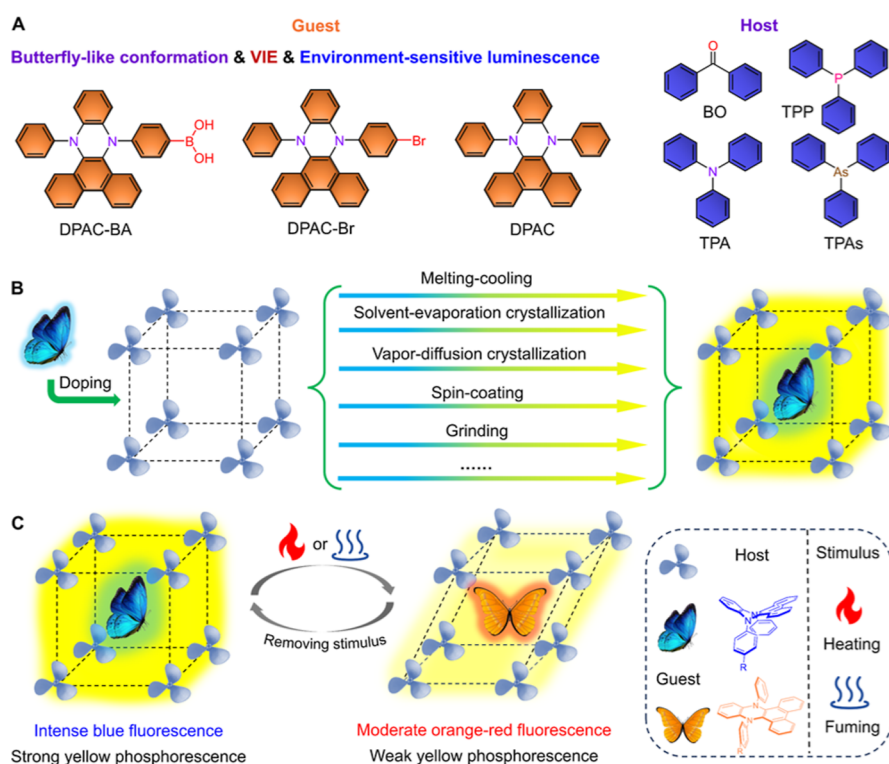 A
Guest
Host
Butterfly-like conformation & VIE & Environment-sensitive luminescence
N
N
B
OH
OH
DPAC-BA
N
N
Br
DPAC-Br
N
N
DPAC
O
BO
P
TPP
N
TPA
As
TPAs
B
Doping
Melting-cooling
Solvent-evaporation crystallization
Vapor-diffusion crystallization
Spin-coating
Grinding
......
C
or
Removing stimulus
Intense blue fluorescence
Strong yellow phosphorescence
Moderate orange-red fluorescence
Weak yellow phosphorescence
Host
Stimulus
N
N
R
Heating
Guest
N
N
R
Fuming